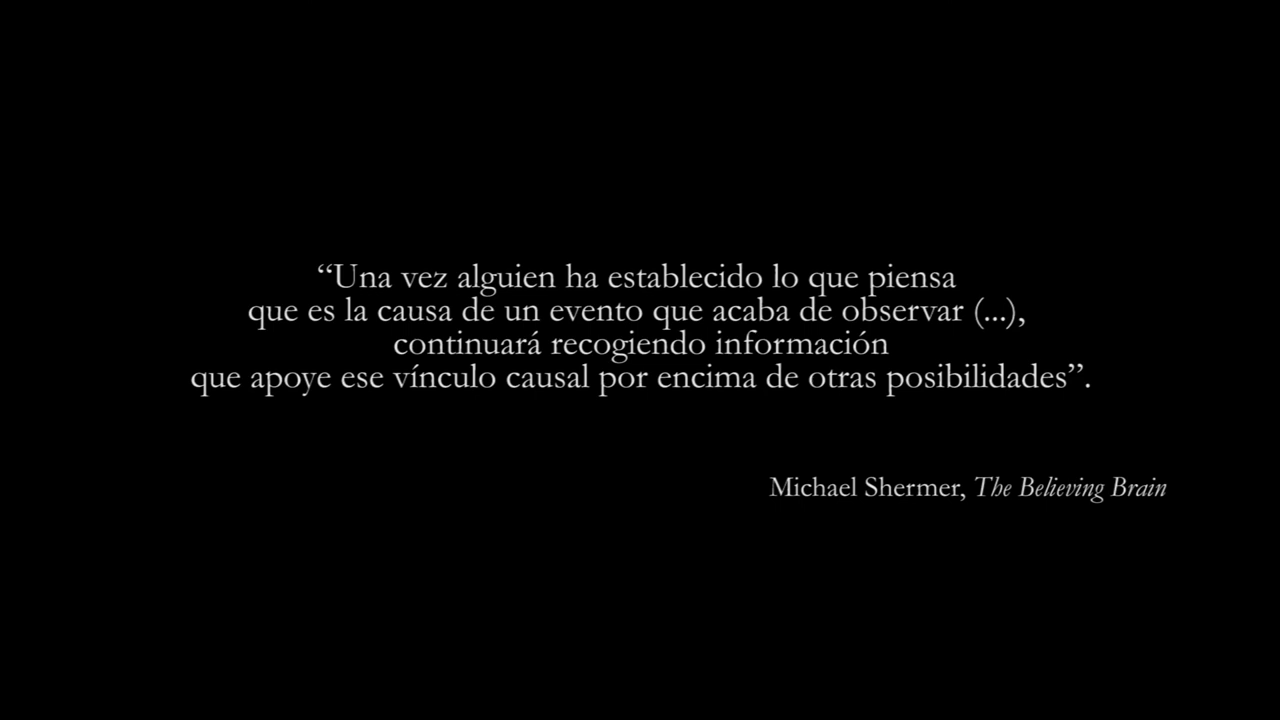 “Una vez alguien ha establecido lo que piensa
que es la causa de un evento que acaba de observar (...),
continuará recogiendo información
que apoye ese vínculo causal por encima de otras posibilidades”.
Michael Shermer, The Believing Brain